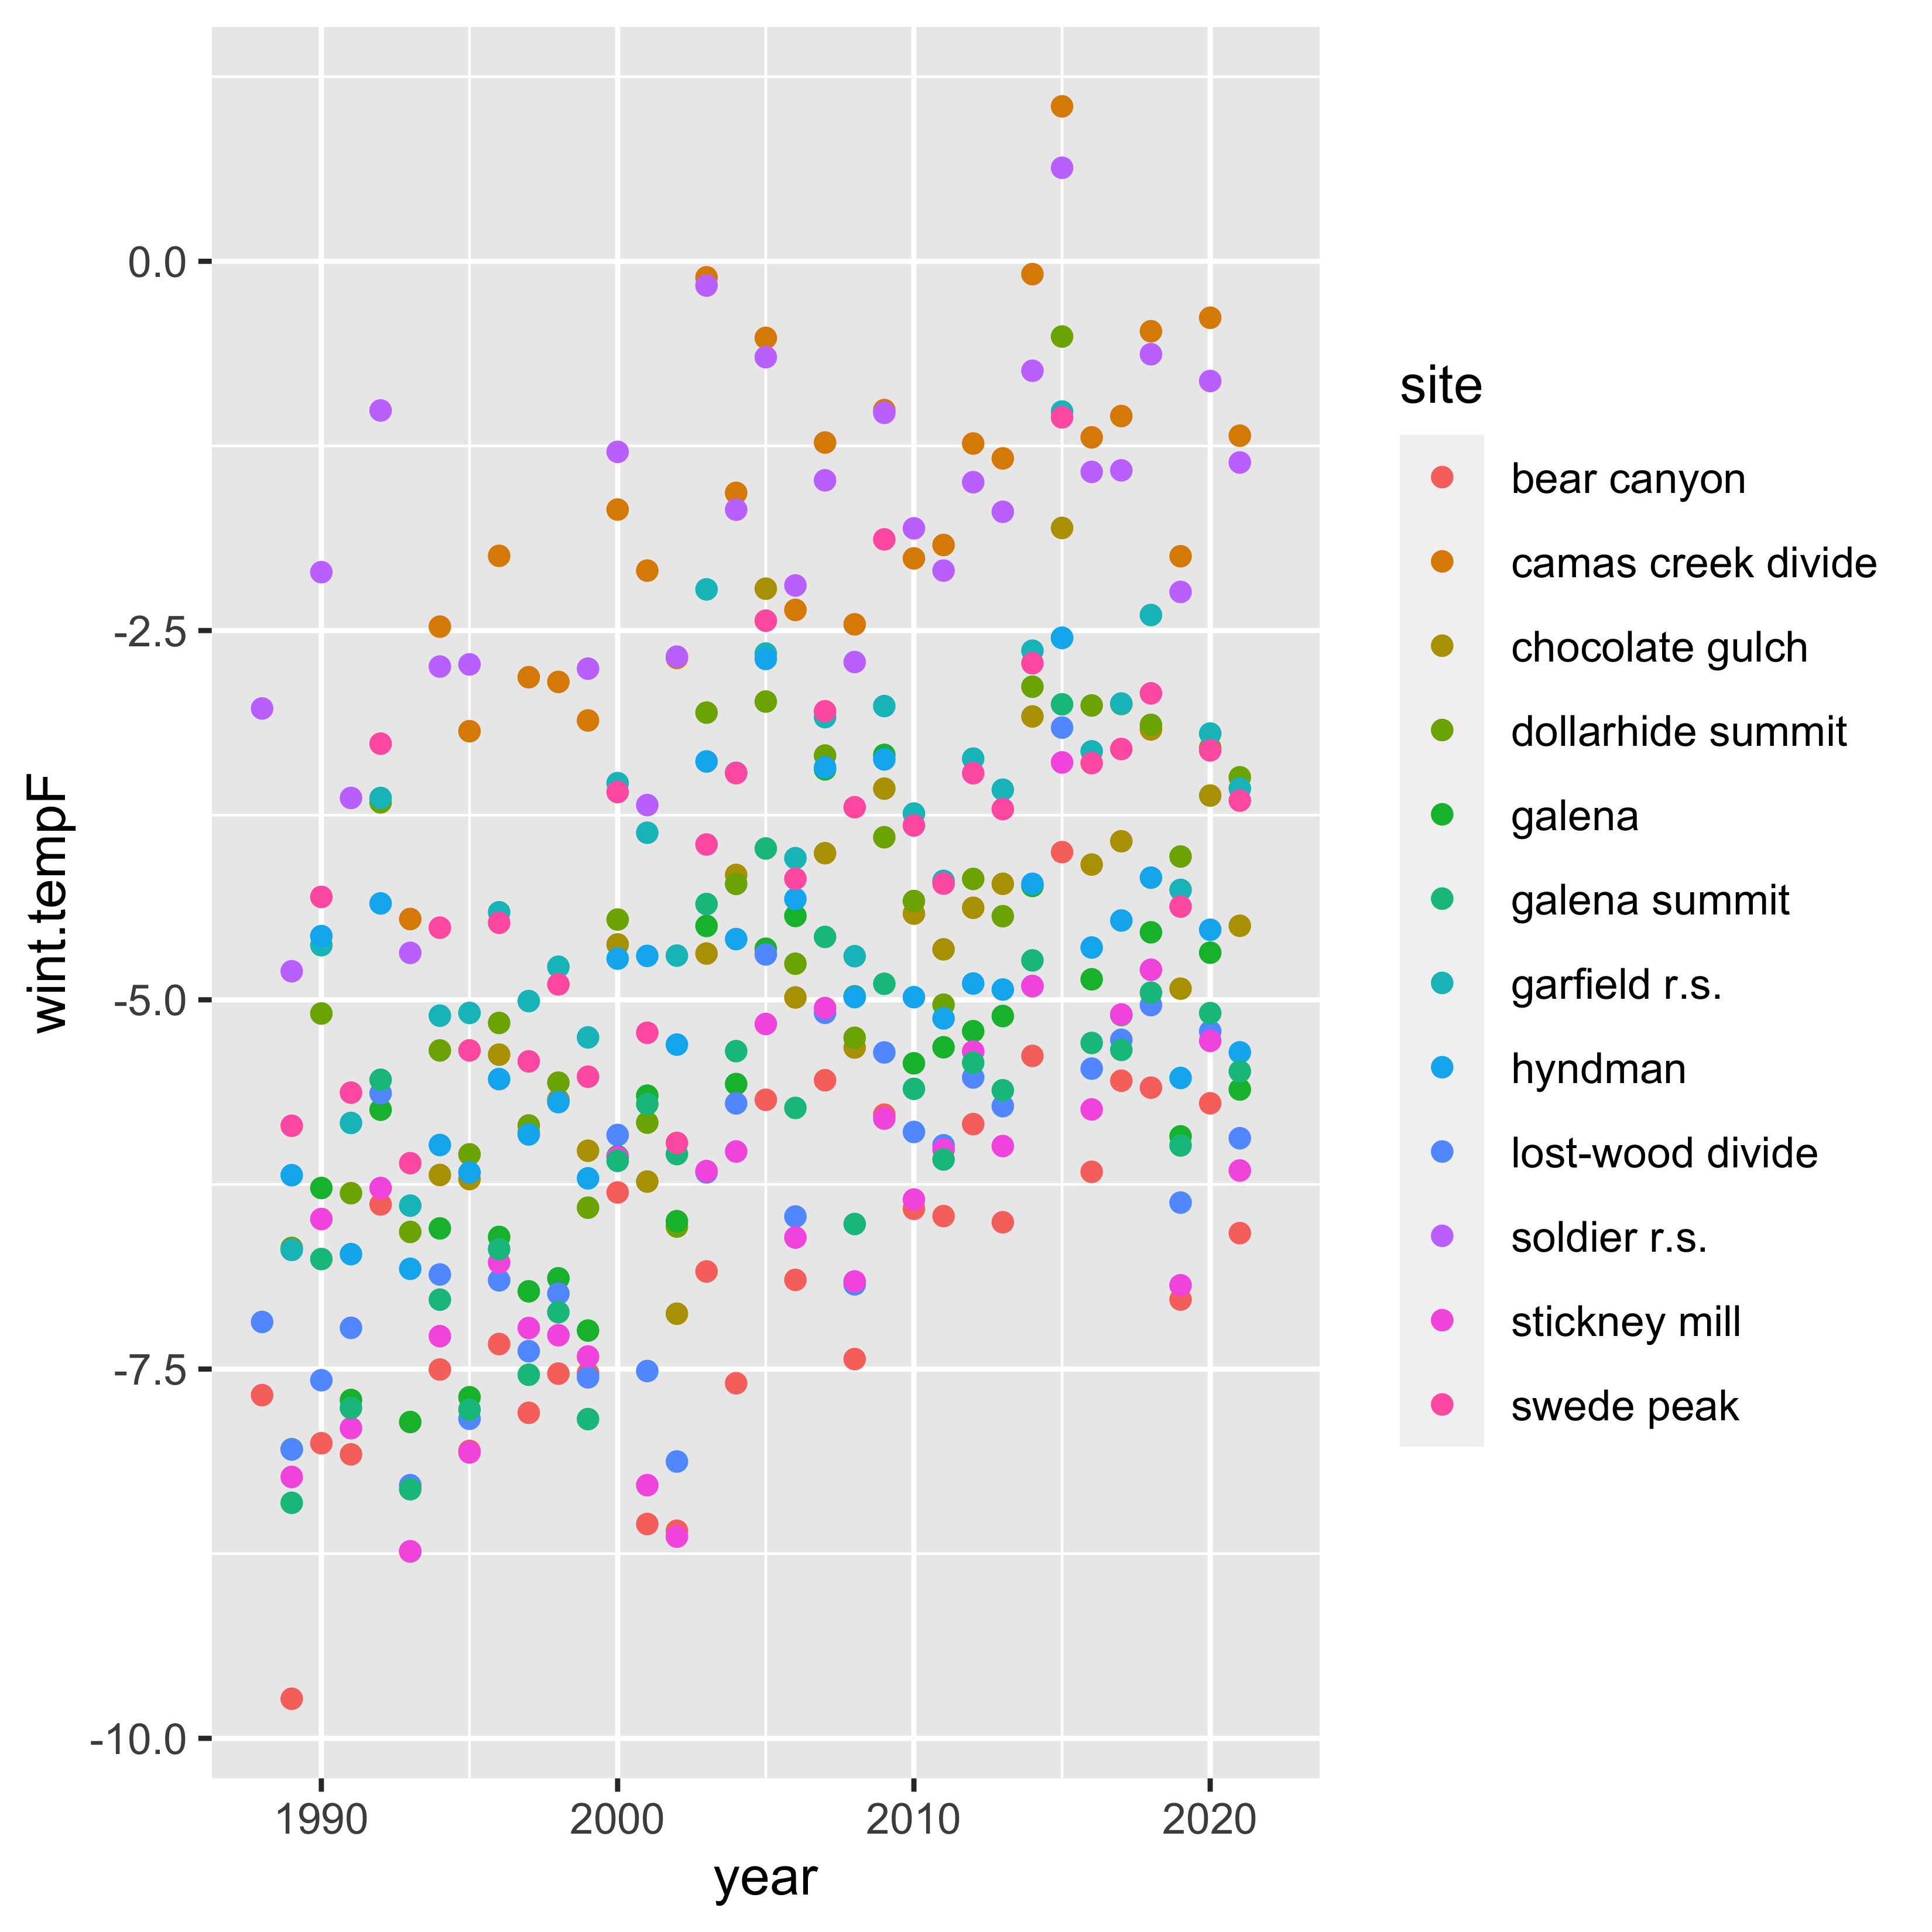 wint.tempF
0.0
-2.5
-5.0
-7.5
-10.0
1990 2000 2010 2020
year
site
bear canyon
camas creek divide
chocolate gulch
dollarhide summit
galena
galena summit
garfield r.s.
hyndman
lost-wood divide
soldier r.s.
stickney mill
swede peak